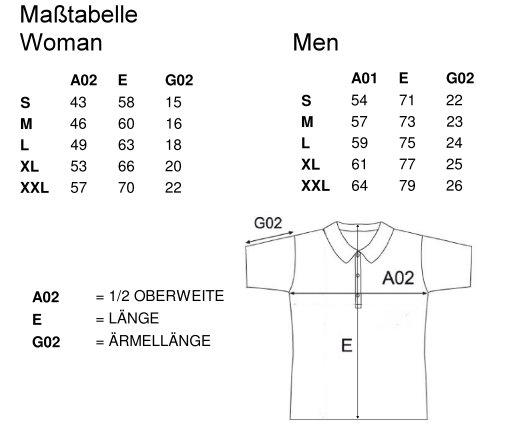 Maßtabelle
Woman
A02 E G02
S 43 58 15
M 46 60 16
L 49 63 18
XL 53 66 20
XXL 57 70 22
Men
A01 E G02
S 54 71 22
M 57 73 23
L 59 75 24
XL 61 77 25
XXL 64 79 26
G02
A02
E
A02 = 1/2 OBERWEITE
E = LÄNGE
G02 = ÄRMELLÄNGE